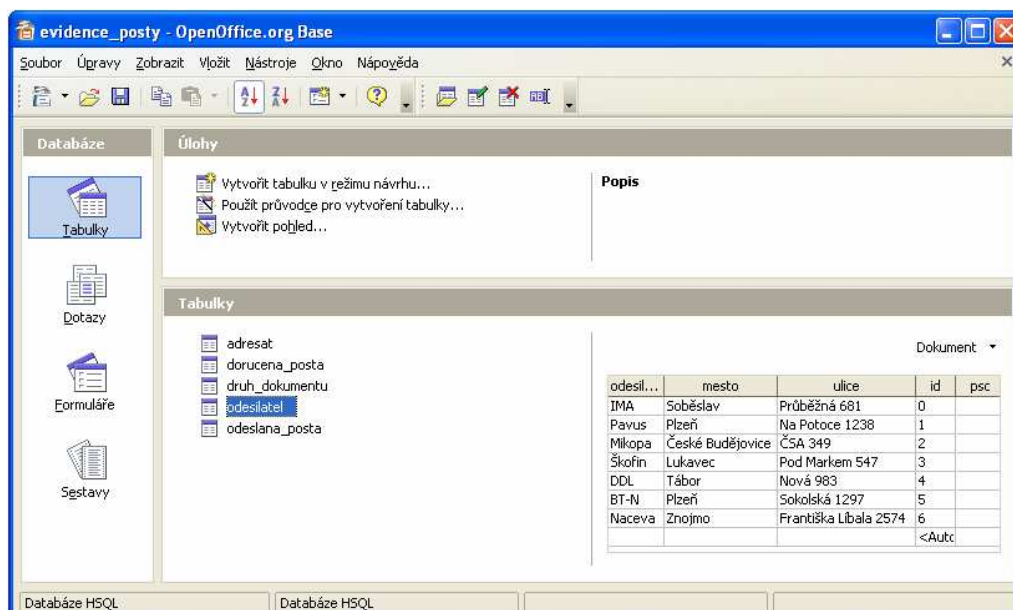 evidence_posty - OpenOffice.org Base
Soubor Úpravy Zobrazit Vložit Nástroje Okno Nápověda
Databáze
Tabulky
Dotazy
Formuláře
Sestavy
Úlohy
Vytvořit tabulku v režimu návrhu...
Použít průvodce pro vytvoření tabulky...
Vytvořit pohled...
Popis
Tabulky
adresat
dorucena_posta
druh_dokumentu
odesilatel
odeslana_posta
Dokument
odesil... mesto ulice id psc
IMA Soběslav Průběžná 681 0
Pavus Plzeň Na Potoce 1238 1
Mikopa České Budějovice ČSA 349 2
Škofin Lukavec Pod Markem 547 3
DDL Tábor Nová 983 4
BT-N Plzeň Sokolská 1297 5
Naceva Znojmo Františka Líbala 2574 6
<Autc
Databáze HSQL Databáze HSQL